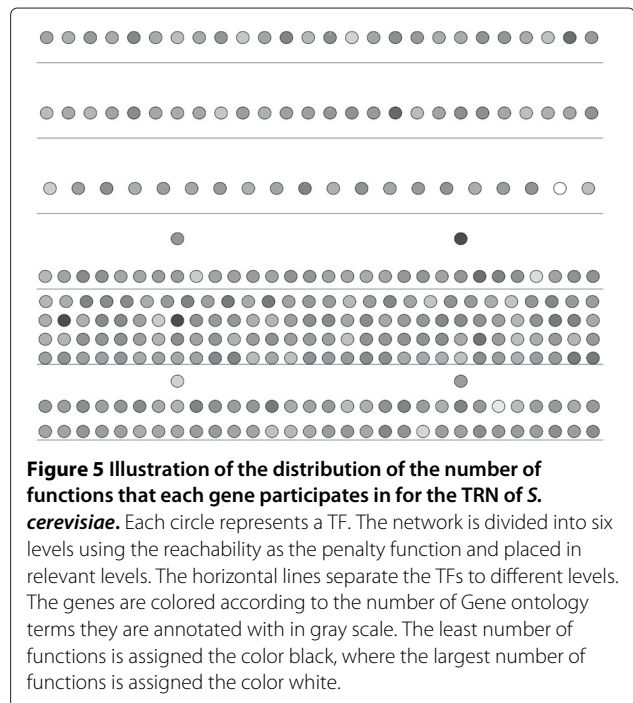 Figure 5 Illustration of the distribution of the number of
functions that each gene participates in for the TRN of S.
cerevisiae. Each circle represents a TF. The network is divided into six
levels using the reachability as the penalty function and placed in
relevant levels. The horizontal lines separate the TFs to different levels.
The genes are colored according to the number of Gene ontology
terms they are annotated with in gray scale. The least number of
functions is assigned the color black, where the largest number of
functions is assigned the color white.